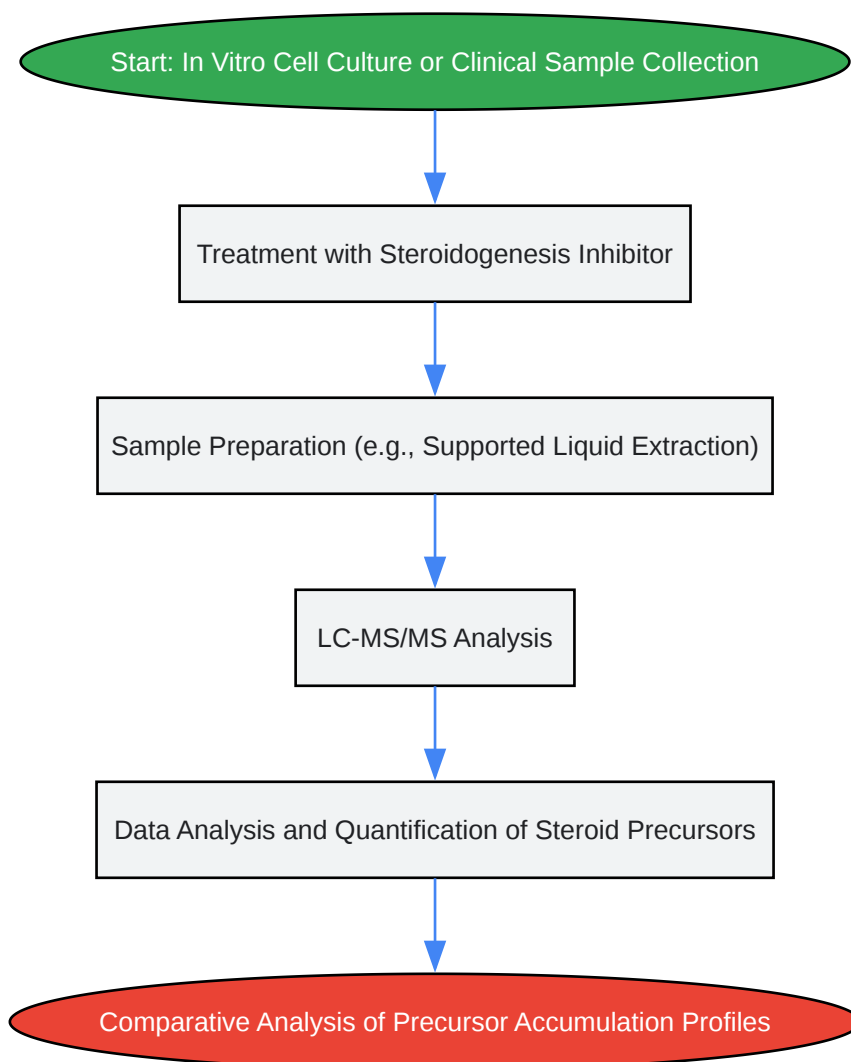 Start: In Vitro Cell Culture or Clinical Sample Collection
Treatment with Steroidogenesis Inhibitor
Sample Preparation (e.g., Supported Liquid Extraction)
LC-MS/MS Analysis
Data Analysis and Quantification of Steroid Precursors
Comparative Analysis of Precursor Accumulation Profiles